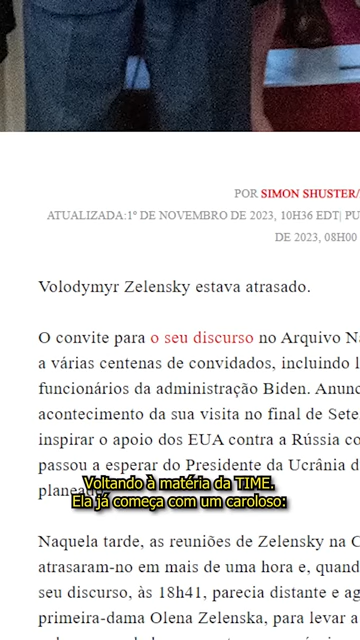 POR SIMON SHUSTER/
ATUALIZADA:1º DE NOVEMBRO DE 2023, 10H36 EDT| PU
DE 2023, 08H00
Volodymyr Zelensky estava atrasado.
O convite para o seu discurso no Arquivo Na
a várias centenas de convidados, incluindo l
funcionários da administração Biden. Anunc
acontecimento da sua visita no final de Sete
inspirar o apoio dos EUA contra a Rússia co
passou a esperar do Presidente da Ucrânia d
planea
Voltando à matéria da TIME.
Ela já começa com um caroloso:
Naquela tarde, as reuniões de Zelensky na C
atrasaram-no em mais de uma hora e, quand
seu discurso, às 18h41, parecia distante e ag
primeira-dama Olena Zelenska, para levar a